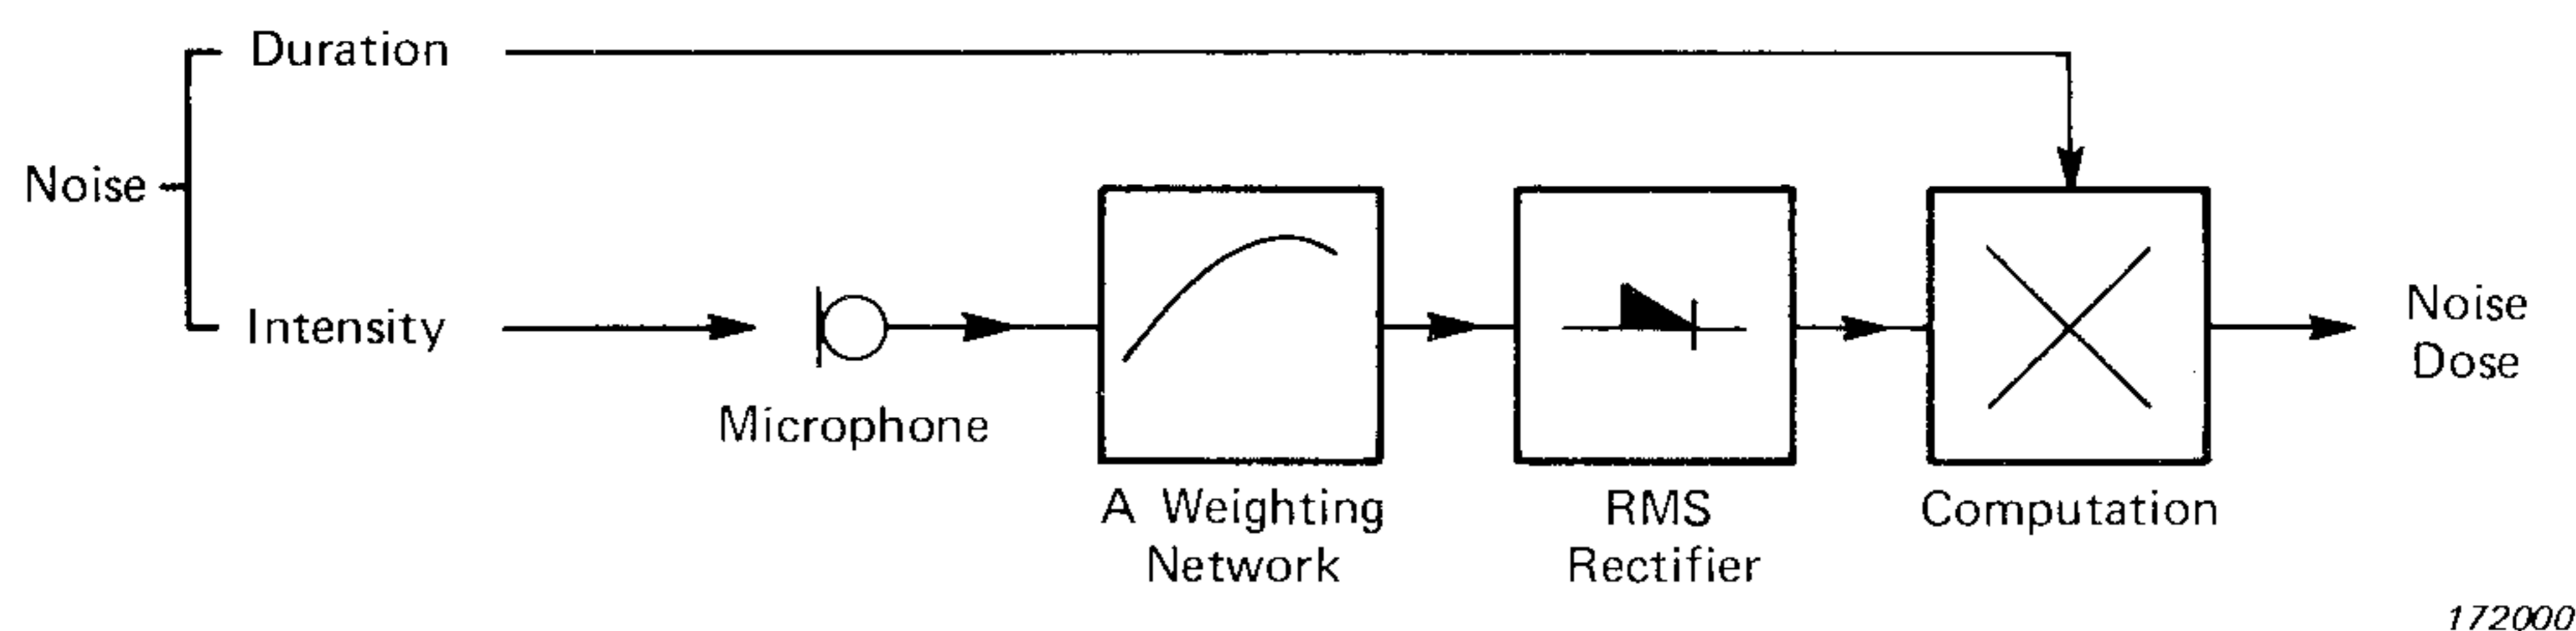 Duration
Noise
Intensity
Microphone
A Weighting
Network
RMS
Rectifier
Computation
Noise
Dose
172000